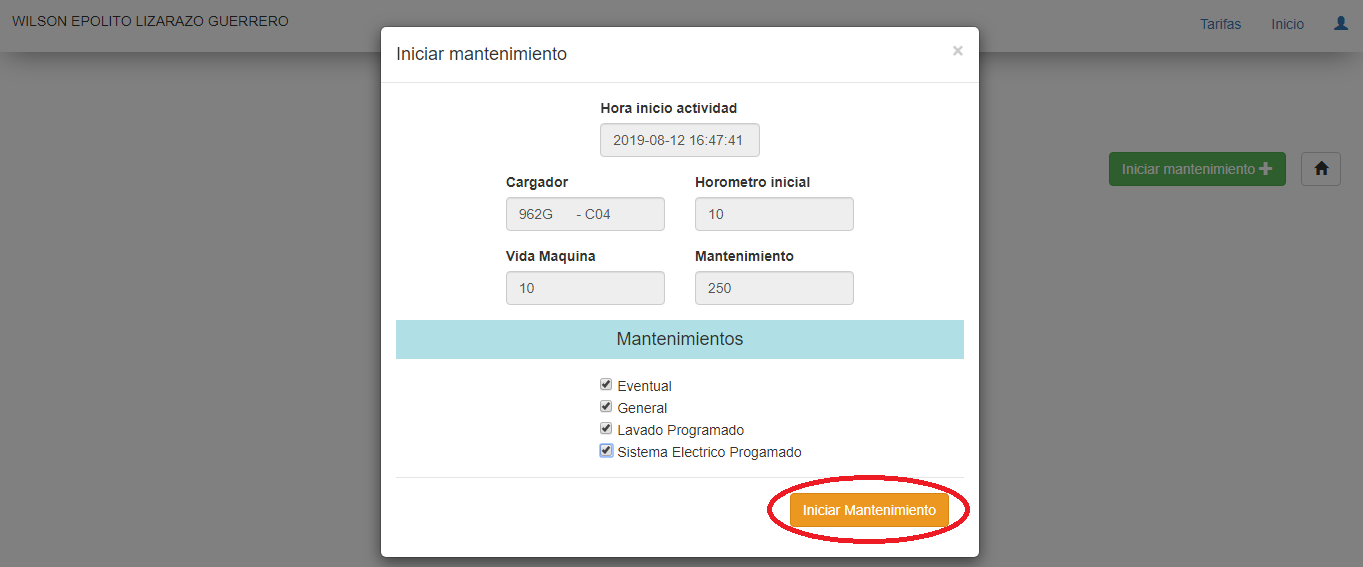 WILSON EPOLITO LIZARAZO GUERRERO
Tarifas Inicio
Iniciar mantenimiento ×
Hora inicio actividad
2019-08-12 16:47:41
Iniciar mantenimiento
Cargador Horometro inicial
962G - C04 10
Vida Maquina Mantenimiento
10 250
Mantenimientos
Eventual
General
Lavado Programado
Sistema Electrico Progamado
Iniciar Mantenimiento